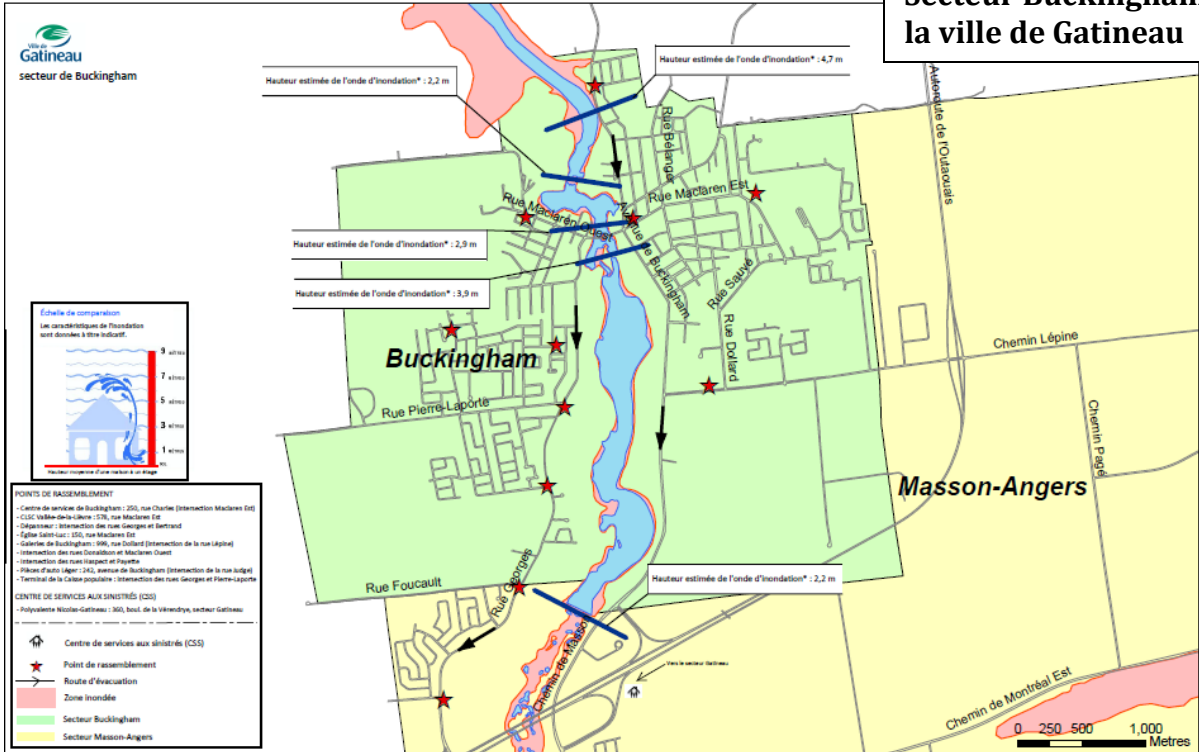 Secteur Buckingham
la ville de Gatineau
Ville de
Gatineau
secteur de Buckingham
Hauteur estimée de l'onde d'inondation* : 2,2 m
Hauteur estimée de l'onde d'inondation* : 4,7 m
Autoroute de l'Outaouais
Rue Bélanger
Rue Maclaren Est
Rue Maclaren Ouest
Avenue de Buckingham
Hauteur estimée de l'onde d'inondation* : 2,9 m
Hauteur estimée de l'onde d'inondation* : 3,9 m
Rue Sauvé
Rue Dollard
Chemin Lépine
Chemin Pagé
Buckingham
Rue Pierre-Laporte
Masson-Angers
Échelle de comparaison
Les caractéristiques de l'inondation
sont données à titre indicatif.
9 mètres
7 mètres
5 mètres
3 mètres
1 mètres
Hauteur moyenne d'une maison à un étage
POINTS DE RASSEMBLEMENT
- Centre de services de Buckingham : 250, rue Charles (intersection Maclaren Est)
- CLSC Vallée-de-la-Lièvre : 578, rue Maclaren Est
- Dépanneur : intersection des rues Georges et Bertrand
- Église Saint-Luc : 150, rue Maclaren Est
- Galeries de Buckingham : 999, rue Dollard (intersection de la rue Lépine)
- Intersection des rues Donaldson et Maclaren Ouest
- Intersection des rues Haspect et Payette
- Pièces d'auto Léger : 242, avenue de Buckingham (intersection de la rue Judge)
- Terminal de la Caisse populaire : intersection des rues Georges et Pierre-Laporte
CENTRE DE SERVICES AUX SINISTRÉS (CSS)
- Polyvalente Nicolas-Gatineau : 360, boul. de la Vérendrye, secteur Gatineau
Centre de services aux sinistrés (CSS)
Point de rassemblement
Route d'évacuation
Zone inondée
Secteur Buckingham
Secteur Masson-Angers
Rue Foucault
Rue Georges
Hauteur estimée de l'onde d'inondation* : 2,2 m
Chemin de Masson
Vers le secteur Gatineau
Chemin de Montréal Est
0 250 500 1,000
Metres